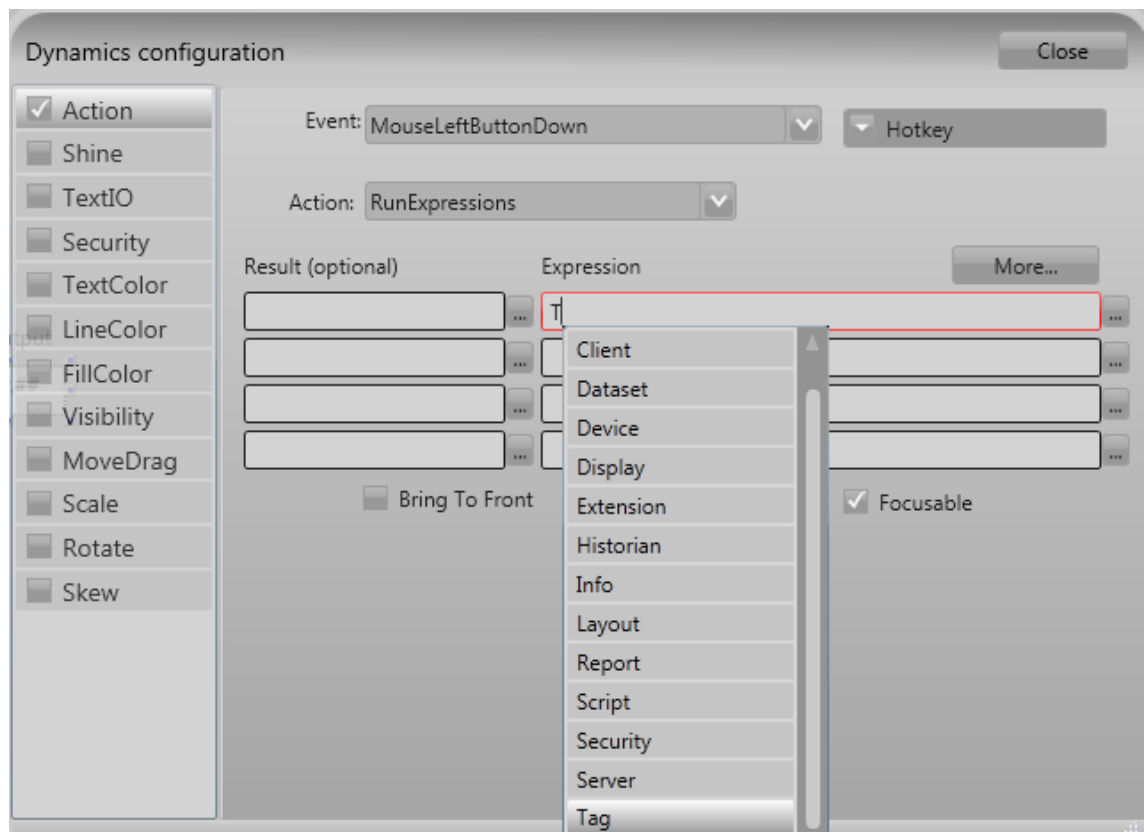 Dynamics configuration
Close
Action
Shine
TextIO
Security
TextColor
LineColor
FillColor
Visibility
MoveDrag
Scale
Rotate
Skew
Event: MouseLeftButtonDown
Hotkey
Action: RunExpressions
Result (optional)
Expression
More...
...
T
...
...
...
...
...
...
...
Client
Dataset
Device
Display
Extension
Historian
Info
Layout
Report
Script
Security
Server
Tag
Bring To Front
Focusable
tput
##